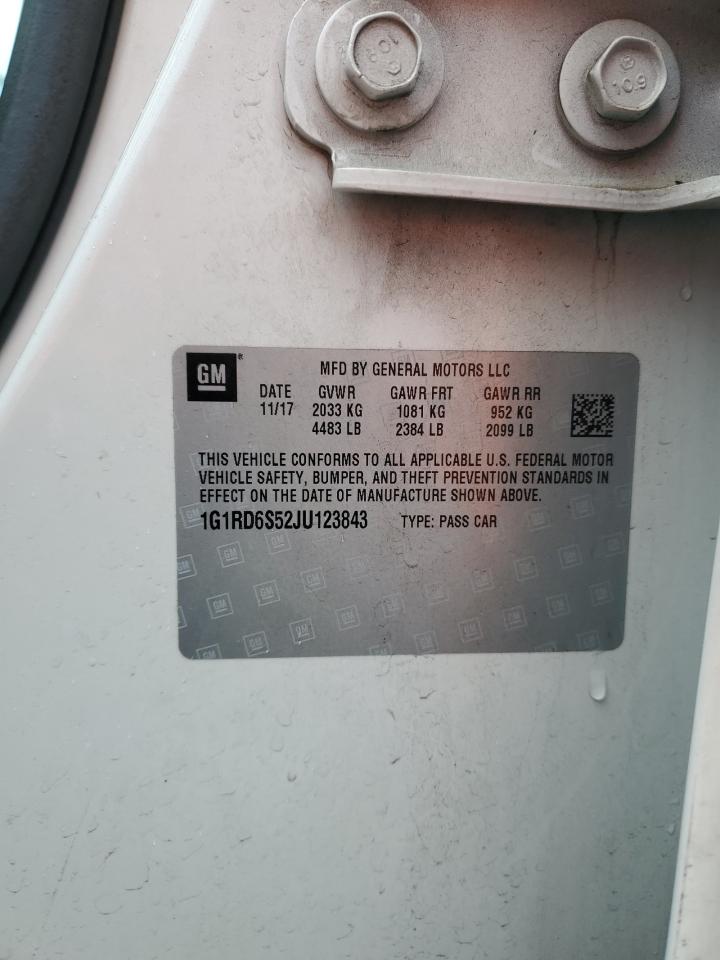 10.9
10.9
GM
MFD BY GENERAL MOTORS LLC
DATE GVWR GAWR FRT GAWR RR
11/17 2033 KG 1081 KG 952 KG
4483 LB 2384 LB 2099 LB
THIS VEHICLE CONFORMS TO ALL APPLICABLE U.S. FEDERAL MOTOR
VEHICLE SAFETY, BUMPER, AND THEFT PREVENTION STANDARDS IN
EFFECT ON THE DATE OF MANUFACTURE SHOWN ABOVE.
1G1RD6S52JU123843 TYPE: PASS CAR